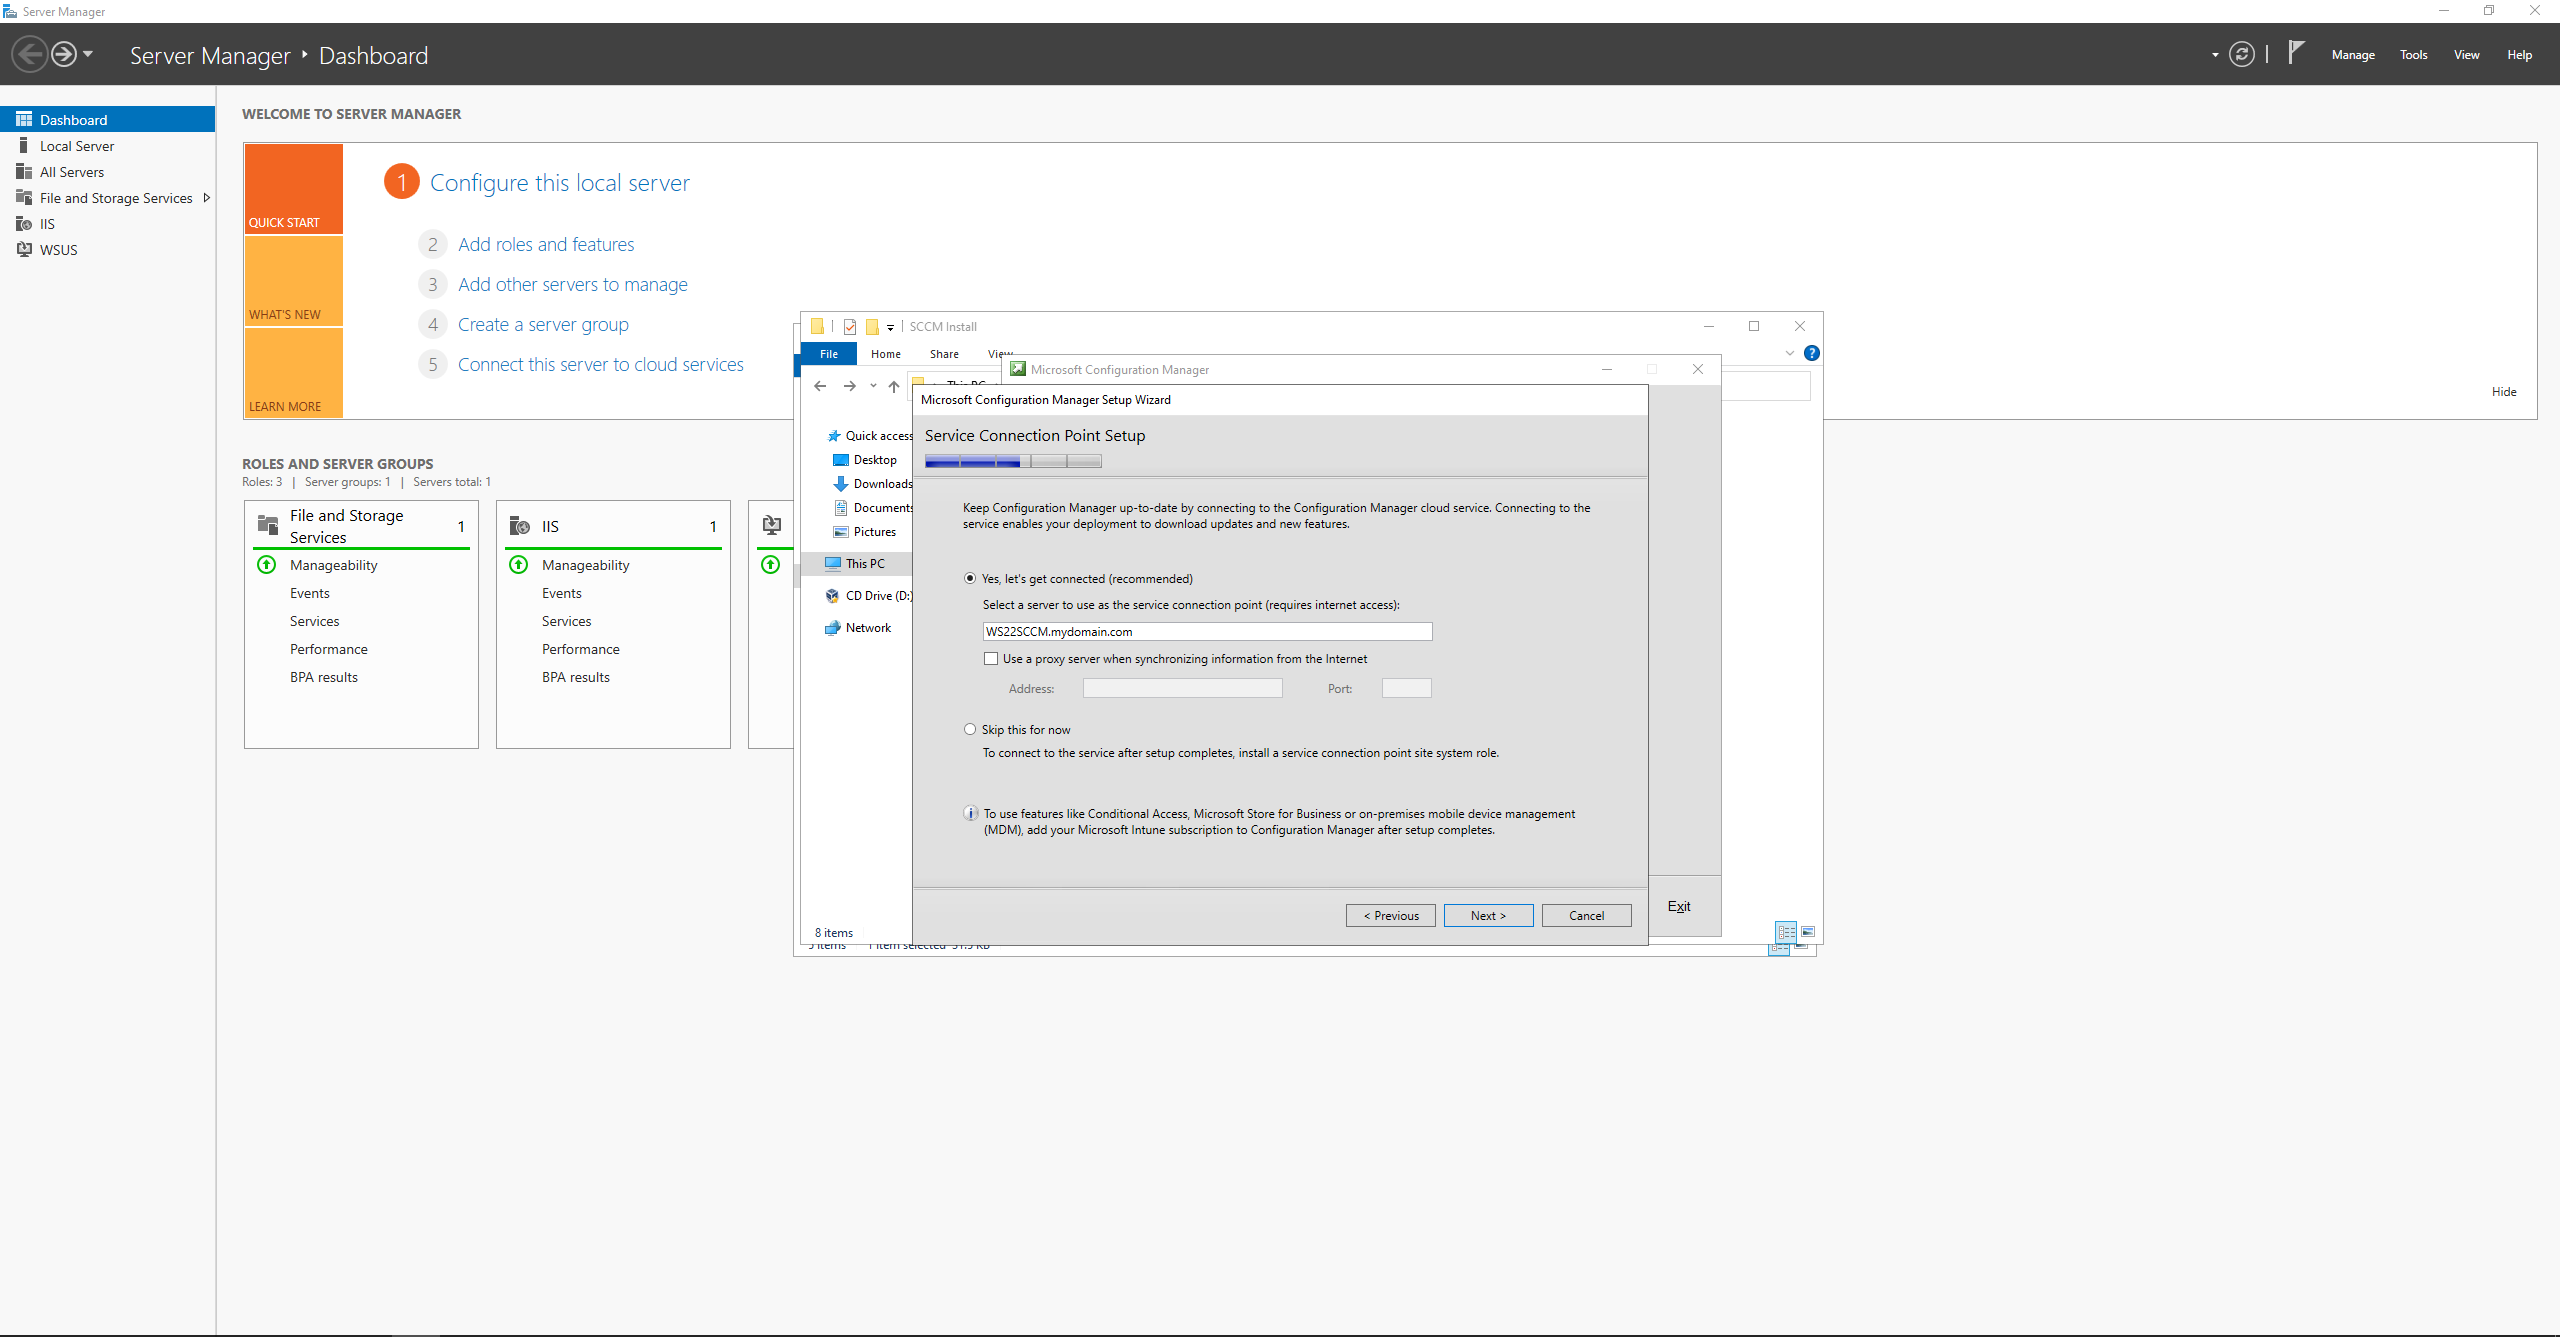 Server Manager
Server Manager ‣ Dashboard
Manage Tools View Help
Dashboard
Local Server
All Servers
File and Storage Services
IIS
WSUS
WELCOME TO SERVER MANAGER
QUICK START
WHAT'S NEW
LEARN MORE
1 Configure this local server
2 Add roles and features
3 Add other servers to manage
4 Create a server group
5 Connect this server to cloud services
Hide
ROLES AND SERVER GROUPS
Roles: 3 | Server groups: 1 | Servers total: 1
File and Storage Services 1
Manageability
Events
Services
Performance
BPA results
IIS 1
Manageability
Events
Services
Performance
BPA results
SCCM Install
File Home Share View
This PC
Quick access
Desktop
Downloads
Documents
Pictures
This PC
CD Drive (D:)
Network
8 items
5 items 1 item selected 31.5 KB
Microsoft Configuration Manager
Exit
Microsoft Configuration Manager Setup Wizard
Service Connection Point Setup
Keep Configuration Manager up-to-date by connecting to the Configuration Manager cloud service. Connecting to the
service enables your deployment to download updates and new features.
Yes, let's get connected (recommended)
Select a server to use as the service connection point (requires internet access):
WS22SCCM.mydomain.com
Use a proxy server when synchronizing information from the Internet
Address: Port:
Skip this for now
To connect to the service after setup completes, install a service connection point site system role.
To use features like Conditional Access, Microsoft Store for Business or on-premises mobile device management
(MDM), add your Microsoft Intune subscription to Configuration Manager after setup completes.
< Previous Next > Cancel